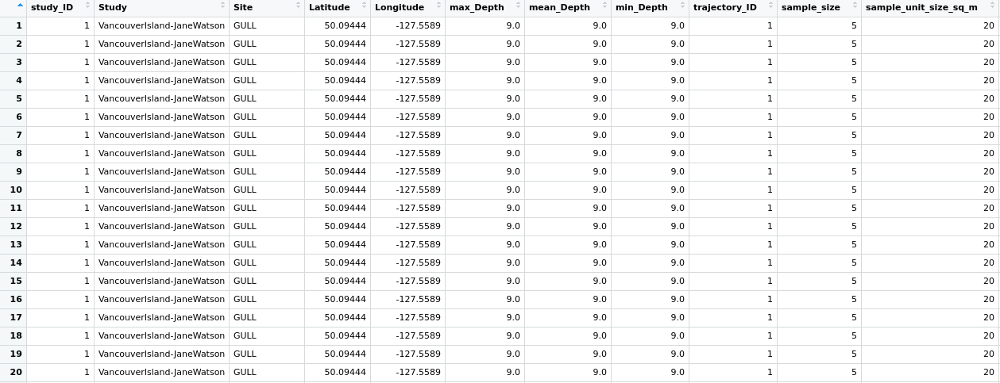 study_ID Study Site Latitude Longitude max_Depth mean_Depth min_Depth trajectory_ID sample_size sample_unit_size_sq_m
1 1 VancouverIsland-JaneWatson GULL 50.09444 -127.5589 9.0 9.0 9.0 1 5 20
2 1 VancouverIsland-JaneWatson GULL 50.09444 -127.5589 9.0 9.0 9.0 1 5 20
3 1 VancouverIsland-JaneWatson GULL 50.09444 -127.5589 9.0 9.0 9.0 1 5 20
4 1 VancouverIsland-JaneWatson GULL 50.09444 -127.5589 9.0 9.0 9.0 1 5 20
5 1 VancouverIsland-JaneWatson GULL 50.09444 -127.5589 9.0 9.0 9.0 1 5 20
6 1 VancouverIsland-JaneWatson GULL 50.09444 -127.5589 9.0 9.0 9.0 1 5 20
7 1 VancouverIsland-JaneWatson GULL 50.09444 -127.5589 9.0 9.0 9.0 1 5 20
8 1 VancouverIsland-JaneWatson GULL 50.09444 -127.5589 9.0 9.0 9.0 1 5 20
9 1 VancouverIsland-JaneWatson GULL 50.09444 -127.5589 9.0 9.0 9.0 1 5 20
10 1 VancouverIsland-JaneWatson GULL 50.09444 -127.5589 9.0 9.0 9.0 1 5 20
11 1 VancouverIsland-JaneWatson GULL 50.09444 -127.5589 9.0 9.0 9.0 1 5 20
12 1 VancouverIsland-JaneWatson GULL 50.09444 -127.5589 9.0 9.0 9.0 1 5 20
13 1 VancouverIsland-JaneWatson GULL 50.09444 -127.5589 9.0 9.0 9.0 1 5 20
14 1 VancouverIsland-JaneWatson GULL 50.09444 -127.5589 9.0 9.0 9.0 1 5 20
15 1 VancouverIsland-JaneWatson GULL 50.09444 -127.5589 9.0 9.0 9.0 1 5 20
16 1 VancouverIsland-JaneWatson GULL 50.09444 -127.5589 9.0 9.0 9.0 1 5 20
17 1 VancouverIsland-JaneWatson GULL 50.09444 -127.5589 9.0 9.0 9.0 1 5 20
18 1 VancouverIsland-JaneWatson GULL 50.09444 -127.5589 9.0 9.0 9.0 1 5 20
19 1 VancouverIsland-JaneWatson GULL 50.09444 -127.5589 9.0 9.0 9.0 1 5 20
20 1 VancouverIsland-JaneWatson GULL 50.09444 -127.5589 9.0 9.0 9.0 1 5 20